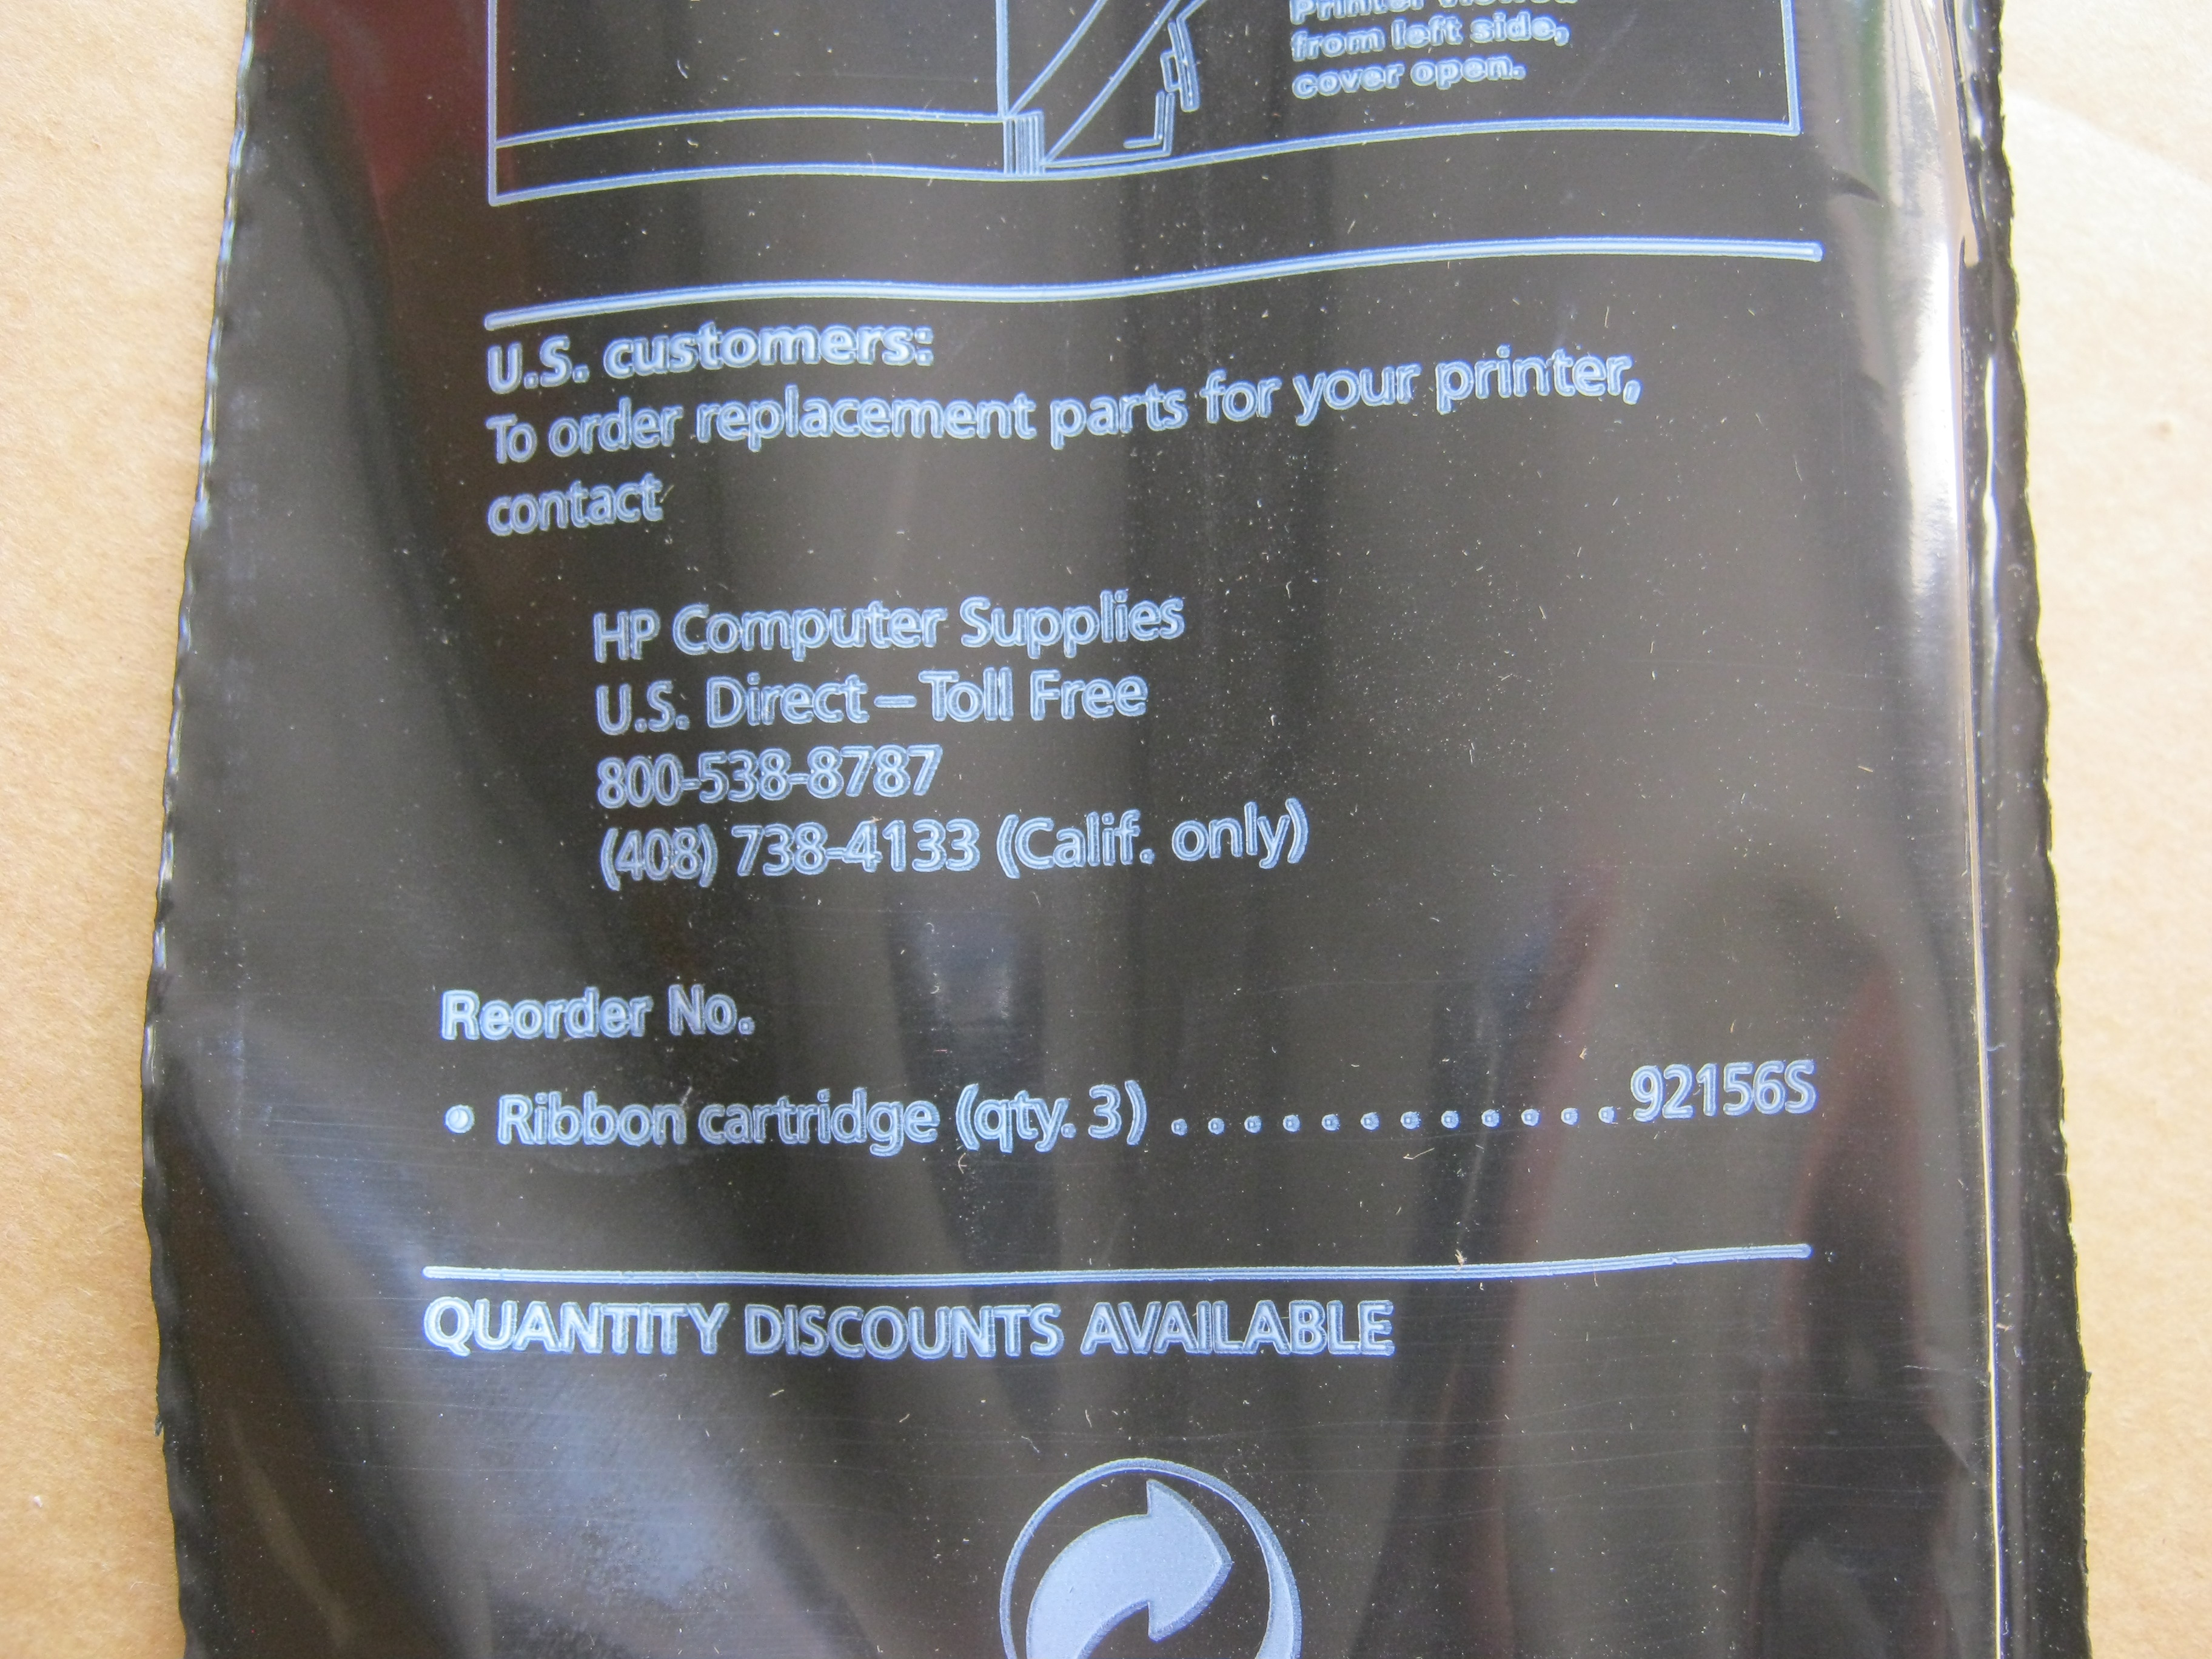 Printer viewed
from left side,
cover open.
U.S. customers:
To order replacement parts for your printer,
contact
HP Computer Supplies
U.S. Direct – Toll Free
800-538-8787
(408) 738-4133 (Calif. only)
Reorder No.
• Ribbon cartridge (qty. 3) . . . . . . . . . . . . . 92156S
QUANTITY DISCOUNTS AVAILABLE